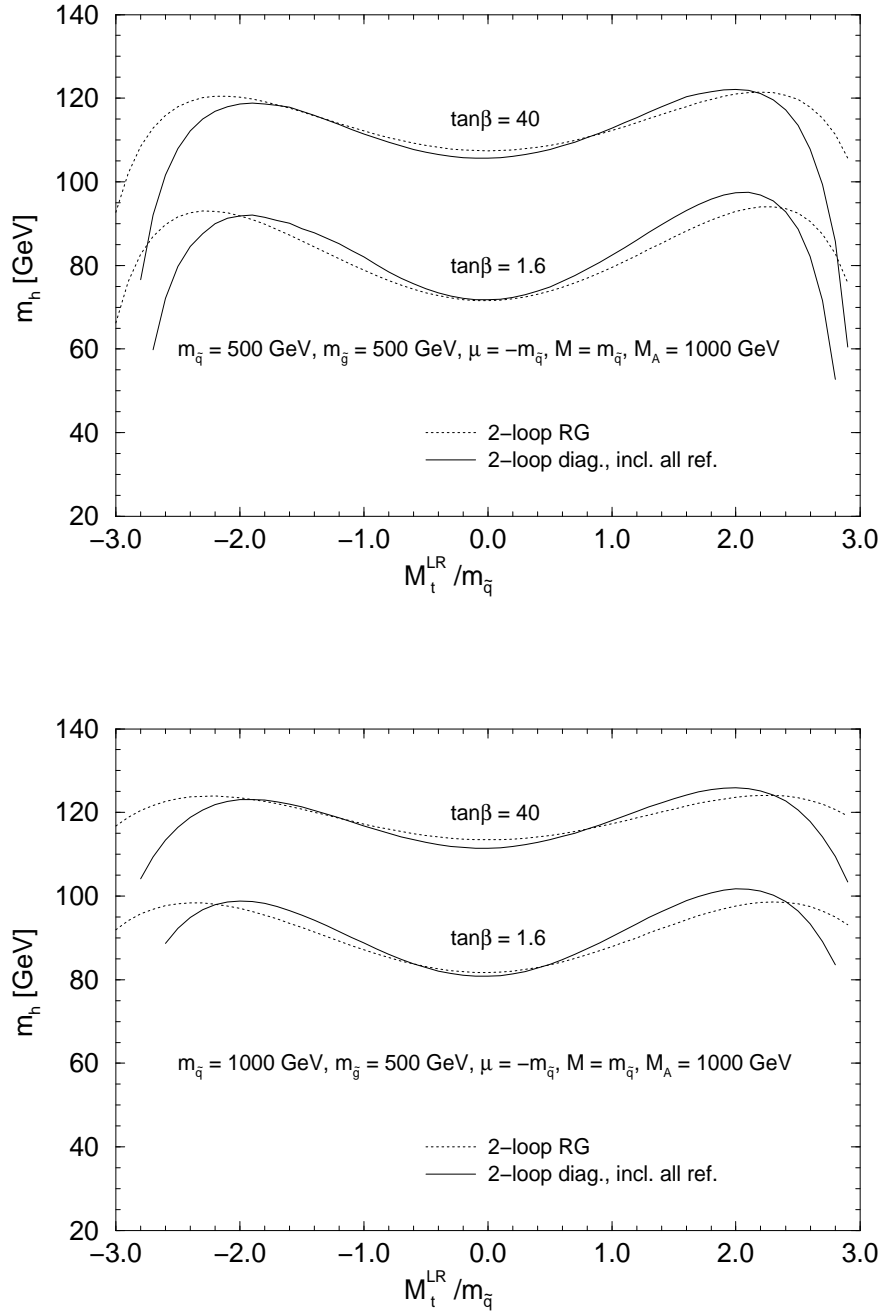 140
120
100
80
60
40
20
m_h [GeV]
tanβ = 40
tanβ = 1.6
m_q̃ = 500 GeV, m_g̃ = 500 GeV, μ = −m_q̃, M = m_q̃, M_A = 1000 GeV
2−loop RG
2−loop diag., incl. all ref.
−3.0 −2.0 −1.0 0.0 1.0 2.0 3.0
M_t^LR /m_q̃
140
120
100
80
60
40
20
m_h [GeV]
tanβ = 40
tanβ = 1.6
m_q̃ = 1000 GeV, m_g̃ = 500 GeV, μ = −m_q̃, M = m_q̃, M_A = 1000 GeV
2−loop RG
2−loop diag., incl. all ref.
−3.0 −2.0 −1.0 0.0 1.0 2.0 3.0
M_t^LR /m_q̃